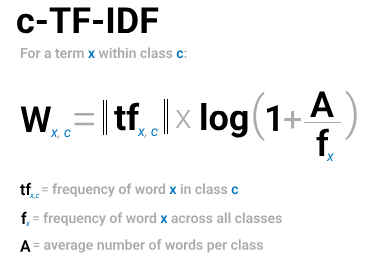 c-TF-IDF
For a term x within class c:
W x, c = ‖ tf x, c ‖ x log(1+ A / f x)
tf x,c = frequency of word x in class c
f x = frequency of word x across all classes
A = average number of words per class